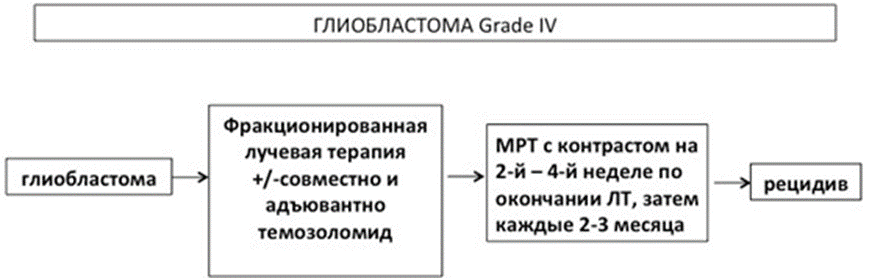 ГЛИОБЛАСТОМА Grade IV
глиобластома
Фракционированная
лучевая терапия
+/-совместно и
адъювантно
темозоломид
МРТ с контрастом на
2-й – 4-й неделе по
окончании ЛТ, затем
каждые 2-3 месяца
рецидив